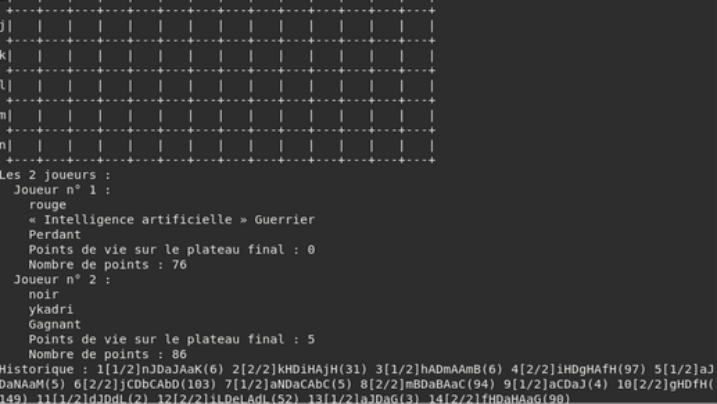 +---+---+---+---+---+---+---+---+---+---+---+---+---+---+
j|   |   |   |   |   |   |   |   |   |   |   |   |   |   |
+---+---+---+---+---+---+---+---+---+---+---+---+---+---+
k|   |   |   |   |   |   |   |   |   |   |   |   |   |   |
+---+---+---+---+---+---+---+---+---+---+---+---+---+---+
l|   |   |   |   |   |   |   |   |   |   |   |   |   |   |
+---+---+---+---+---+---+---+---+---+---+---+---+---+---+
m|   |   |   |   |   |   |   |   |   |   |   |   |   |   |
+---+---+---+---+---+---+---+---+---+---+---+---+---+---+
n|   |   |   |   |   |   |   |   |   |   |   |   |   |   |
+---+---+---+---+---+---+---+---+---+---+---+---+---+---+
Les 2 joueurs :
Joueur n° 1 :
rouge
« Intelligence artificielle » Guerrier
Perdant
Points de vie sur le plateau final : 0
Nombre de points : 76
Joueur n° 2 :
noir
ykadri
Gagnant
Points de vie sur le plateau final : 5
Nombre de points : 86
Historique : 1[1/2]nJDaJAaK(6) 2[2/2]kHDiHAjH(31) 3[1/2]hADmAAmB(6) 4[2/2]iHDgHAfH(97) 5[1/2]aJ
DaNAaM(5) 6[2/2]jCDbCAbD(103) 7[1/2]aNDaCAbC(5) 8[2/2]mBDaBAaC(94) 9[1/2]aCDaJ(4) 10[2/2]gHDfH(
149) 11[1/2]dJDdL(2) 12[2/2]iLDeLAdL(52) 13[1/2]aJDaG(3) 14[2/2]fHDaHAaG(90)